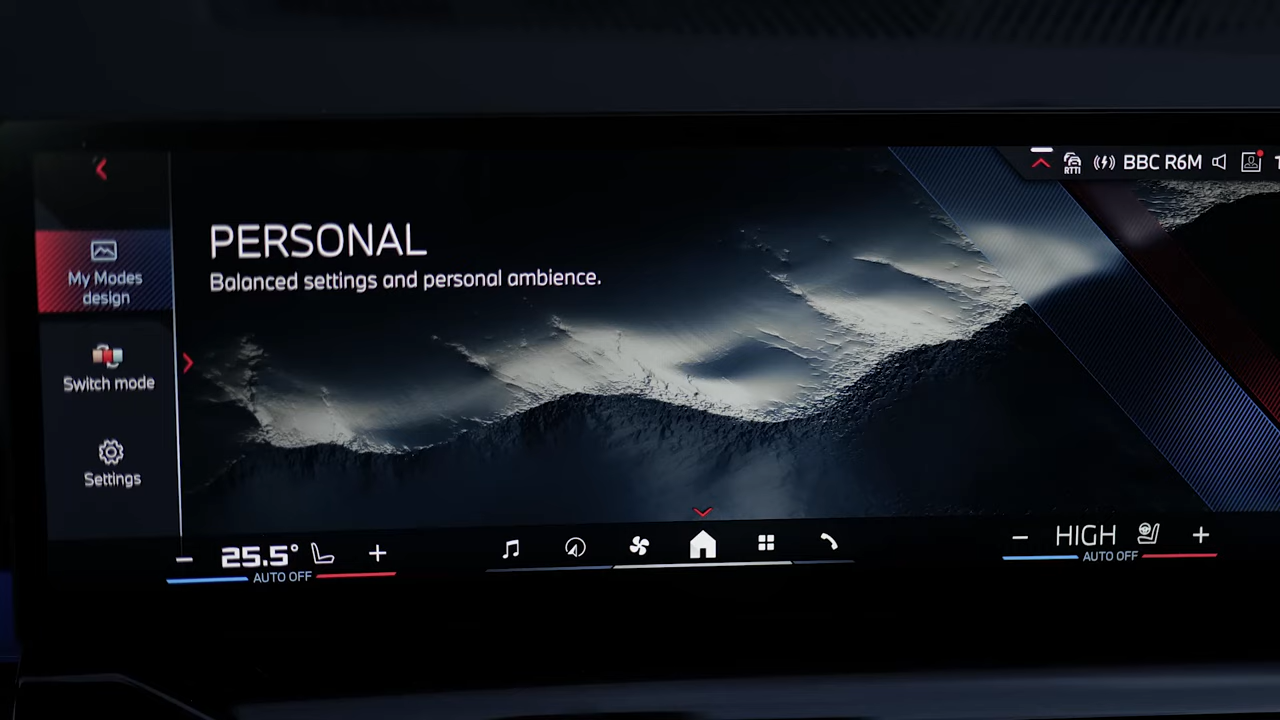 RTTI
BBC R6M
PERSONAL
Balanced settings and personal ambience.
My Modes
design
Switch mode
Settings
25.5°
AUTO OFF
HIGH
AUTO OFF